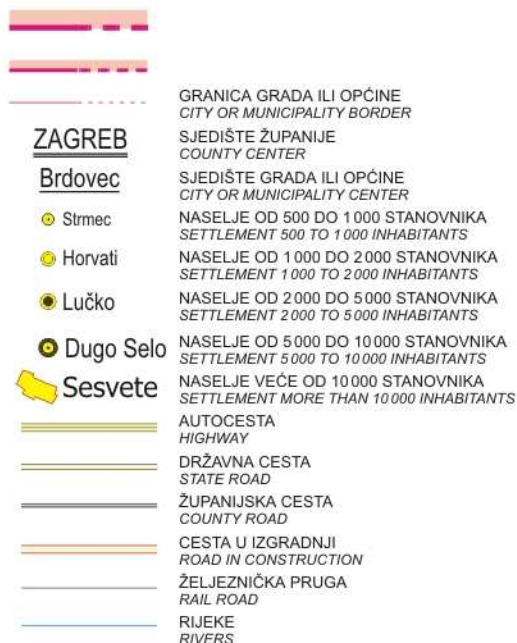 GRANICA GRADA ILI OPĆINE
CITY OR MUNICIPALITY BORDER
ZAGREB
SJEDIŠTE ŽUPANIJE
COUNTY CENTER
Brdovec
SJEDIŠTE GRADA ILI OPĆINE
CITY OR MUNICIPALITY CENTER
Strmec
NASELJE OD 500 DO 1 000 STANOVNIKA
SETTLEMENT 500 TO 1 000 INHABITANTS
Horvati
NASELJE OD 1 000 DO 2 000 STANOVNIKA
SETTLEMENT 1 000 TO 2 000 INHABITANTS
Lučko
NASELJE OD 2 000 DO 5 000 STANOVNIKA
SETTLEMENT 2 000 TO 5 000 INHABITANTS
Dugo Selo
NASELJE OD 5 000 DO 10 000 STANOVNIKA
SETTLEMENT 5 000 TO 10 000 INHABITANTS
Sesvete
NASELJE VEĆE OD 10 000 STANOVNIKA
SETTLEMENT MORE THAN 10 000 INHABITANTS
AUTOCESTA
HIGHWAY
DRŽAVNA CESTA
STATE ROAD
ŽUPANIJSKA CESTA
COUNTY ROAD
CESTA U IZGRADNJI
ROAD IN CONSTRUCTION
ŽELJEZNIČKA PRUGA
RAIL ROAD
RIJEKE
RIVERS